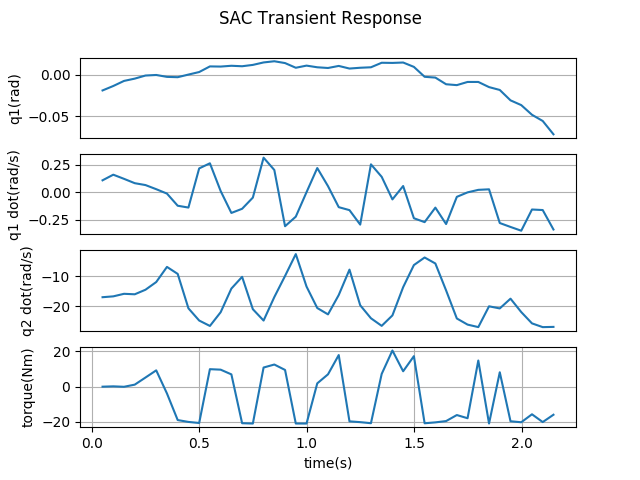 SAC Transient Response
q1(rad)
0.00
−0.05
q1 dot(rad/s)
0.25
0.00
−0.25
q2 dot(rad/s)
−10
−20
torque(Nm)
20
0
−20
0.0 0.5 1.0 1.5 2.0
time(s)